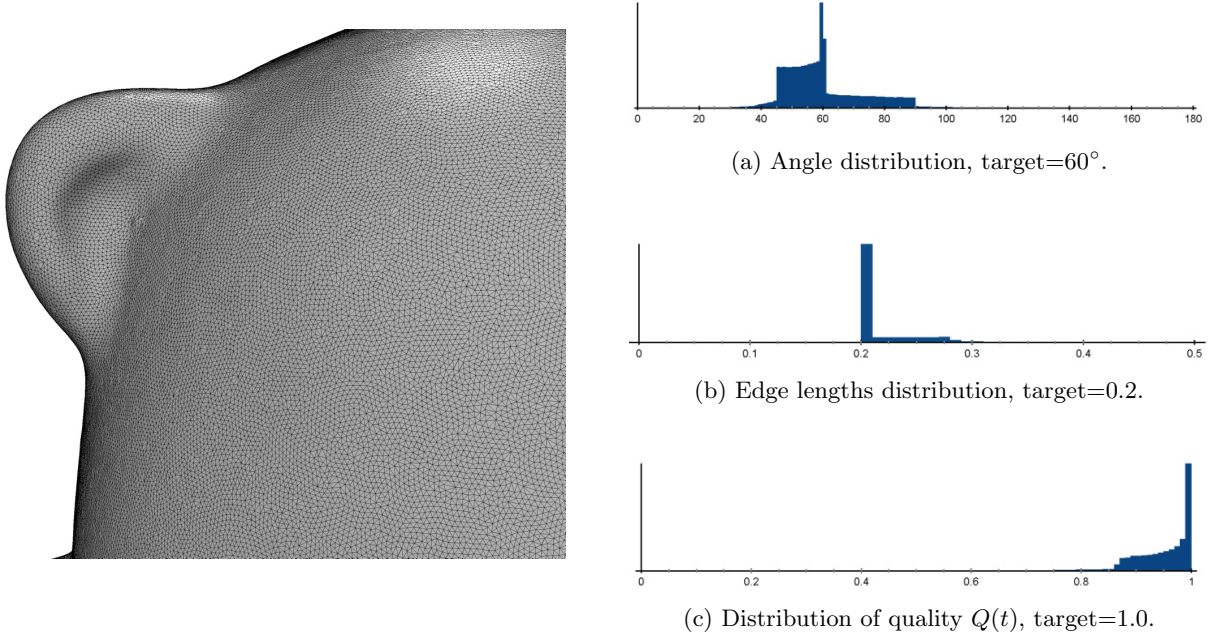 0 20 40 60 80 100 120 140 160 180
(a) Angle distribution, target=60°.
0 0.1 0.2 0.3 0.4 0.5
(b) Edge lengths distribution, target=0.2.
0 0.2 0.4 0.6 0.8 1
(c) Distribution of quality Q(t), target=1.0.